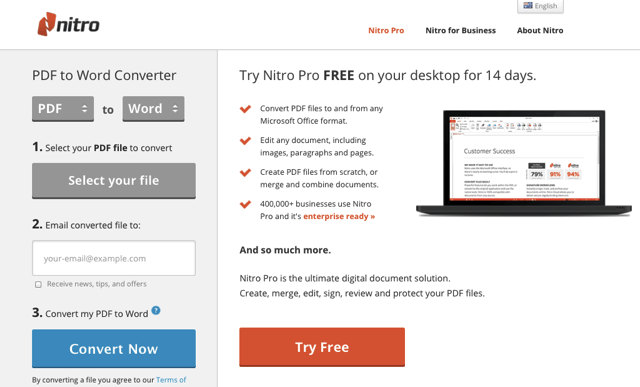 English
nitro
Nitro Pro
Nitro for Business
About Nitro
PDF to Word Converter
PDF to Word
1. Select your PDF file to convert
Select your file
2. Email converted file to:
your-email@example.com
Receive news, tips, and offers
3. Convert my PDF to Word ?
Convert Now
By converting a file you agree to our Terms of
Try Nitro Pro FREE on your desktop for 14 days.
Convert PDF files to and from any
Microsoft Office format.
Edit any document, including
images, paragraphs and pages.
Create PDF files from scratch, or
merge and combine documents.
400,000+ businesses use Nitro
Pro and it's enterprise ready »
Customer Success
79% 91% 94%
And so much more.
Nitro Pro is the ultimate digital document solution.
Create, merge, edit, sign, review and protect your PDF files.
Try Free